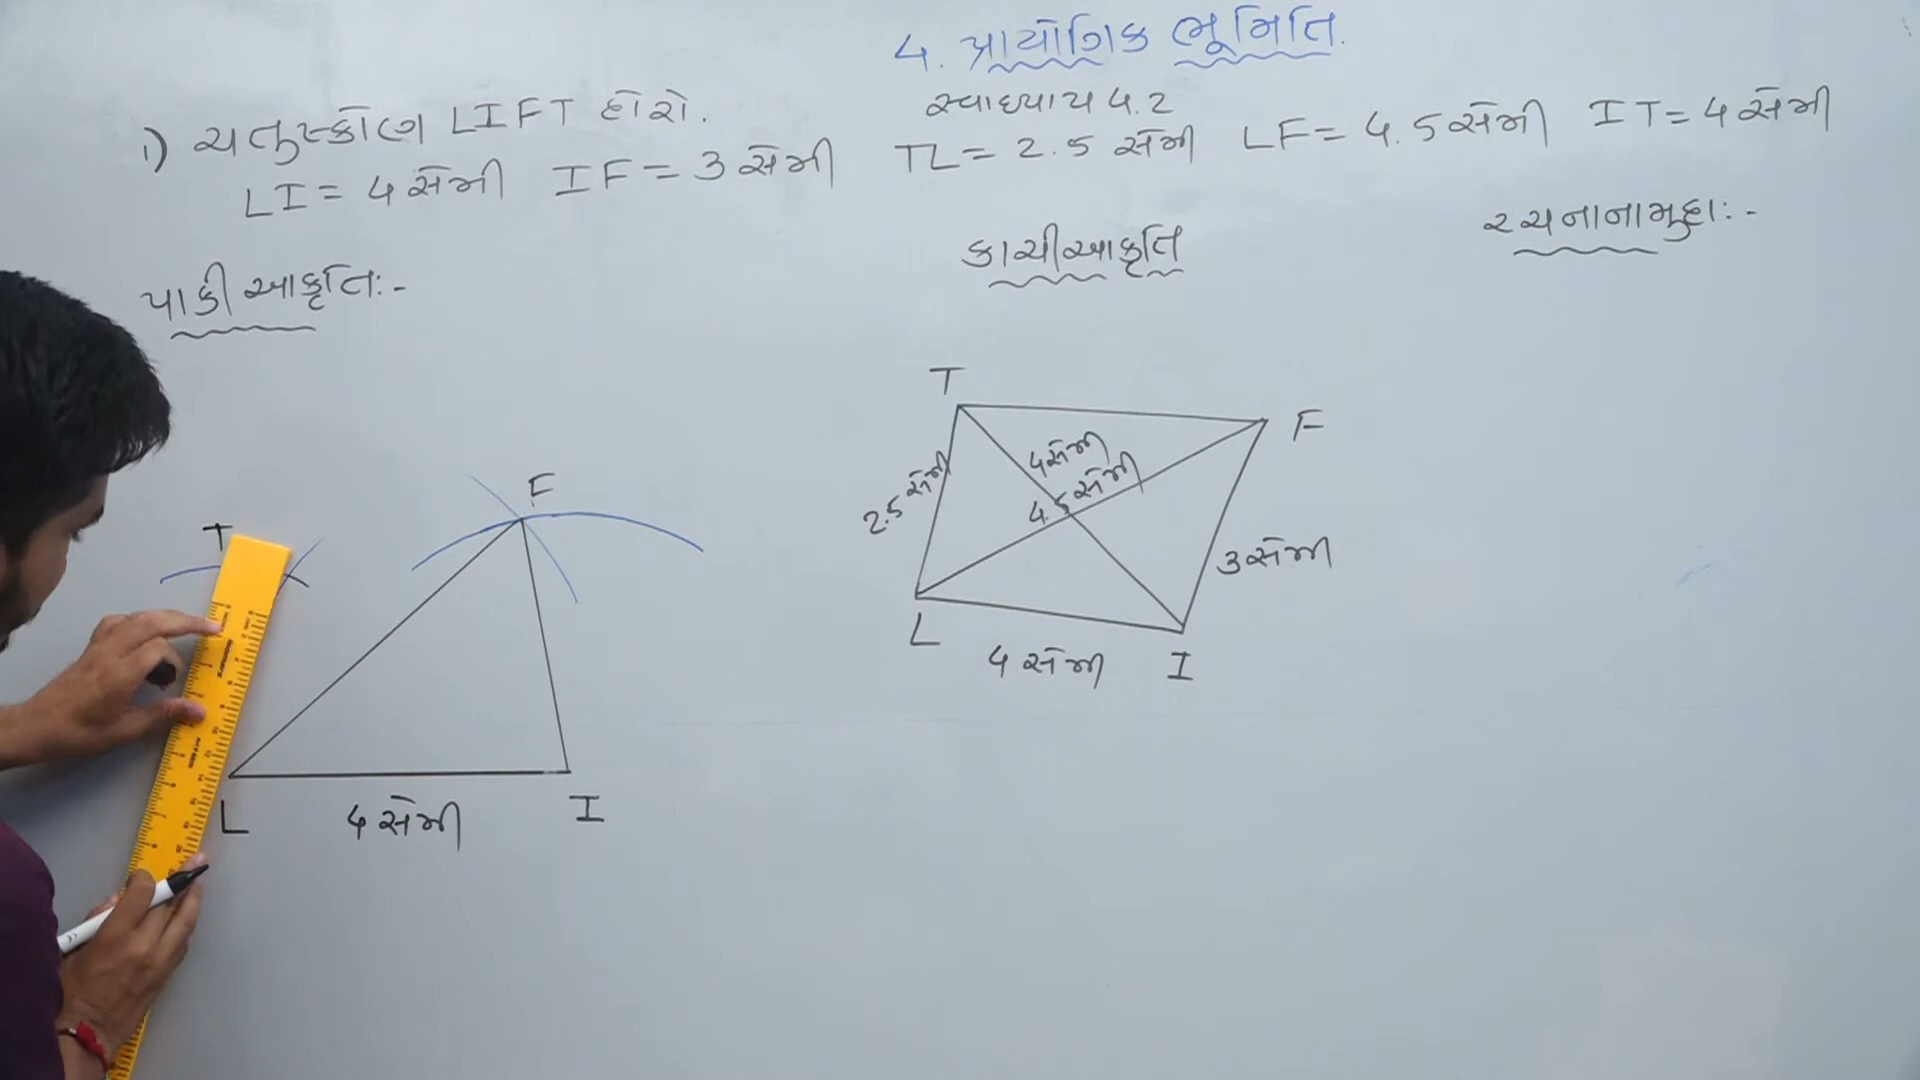 4. પ્રાયોગિક ભૂમિતિ.
સ્વાધ્યાય 4.2
1) ચતુષ્કોણ LIFT દોરો.
LI = 4 સેમી IF = 3 સેમી TL = 2.5 સેમી LF = 4.5 સેમી IT = 4 સેમી
પાકી આકૃતિ:-
કાચી આકૃતિ
રચનાના મુદ્દા:-
T
F
4 સેમી
4.5 સેમી
2.5 સેમી
3 સેમી
L
4 સેમી
I
F
T
L
4 સેમી
I